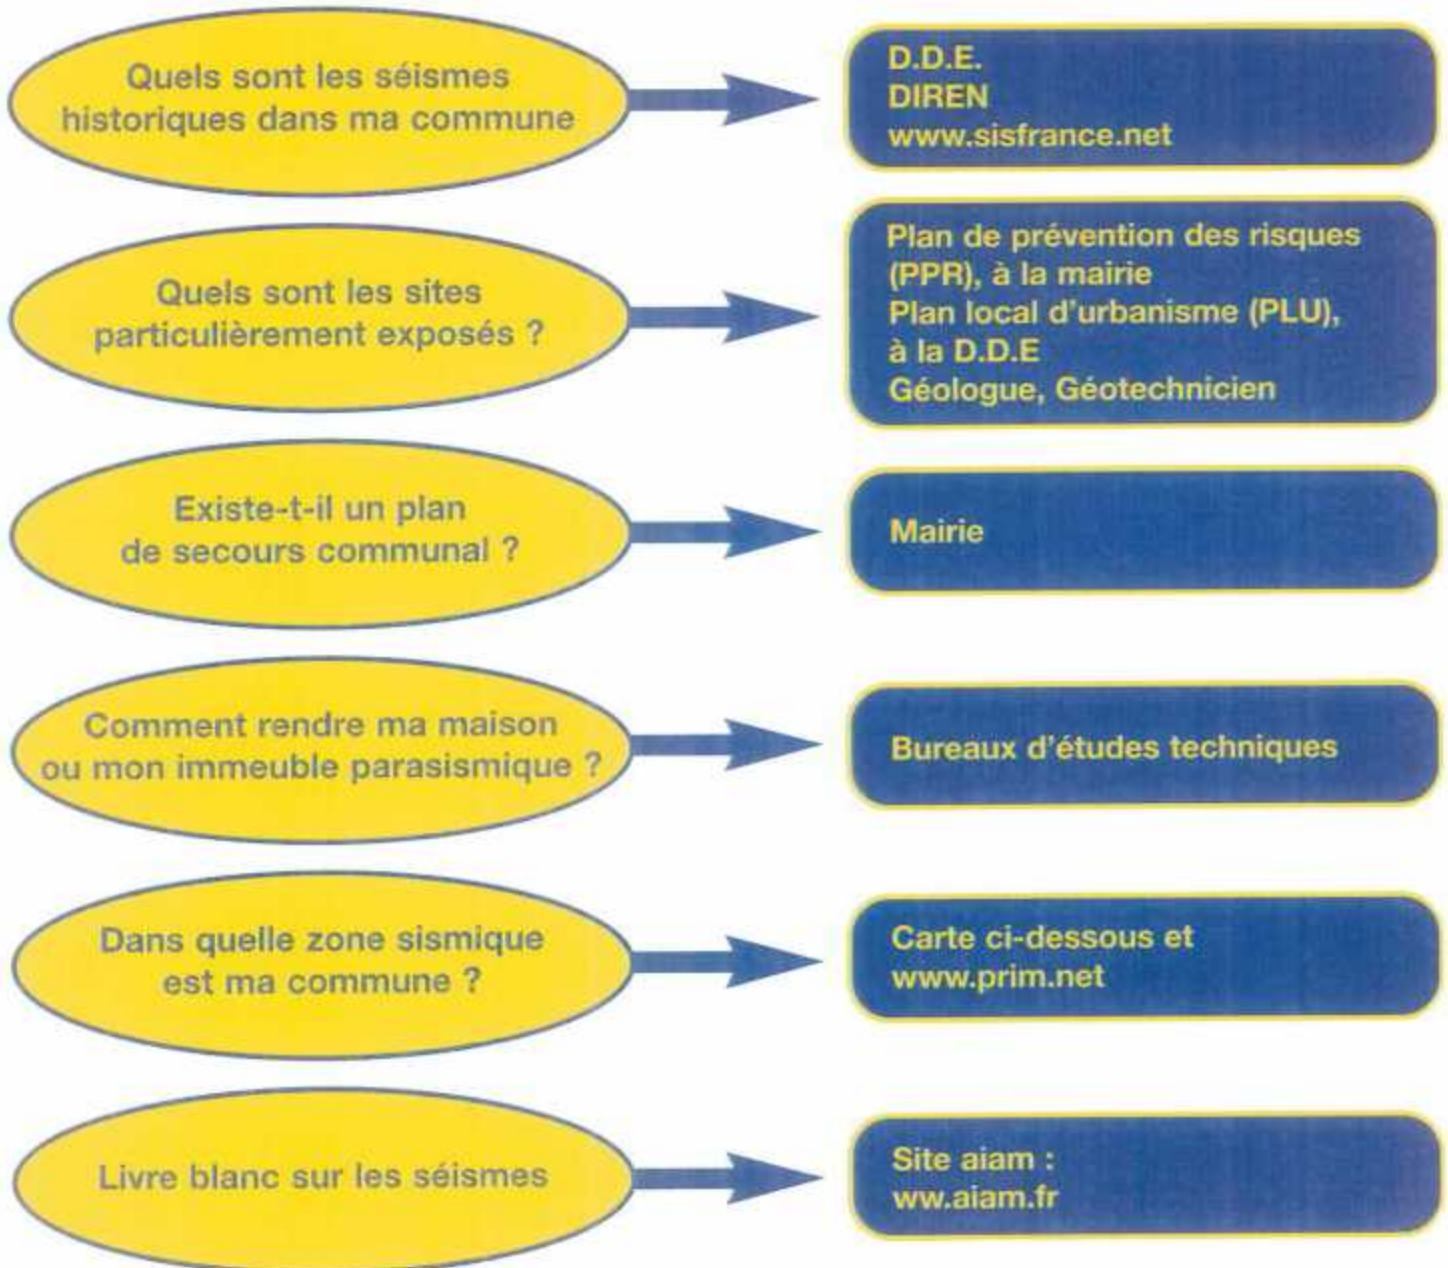 Quels sont les séismes
historiques dans ma commune
D.D.E.
DIREN
www.sisfrance.net
Quels sont les sites
particulièrement exposés ?
Plan de prévention des risques
(PPR), à la mairie
Plan local d'urbanisme (PLU),
à la D.D.E
Géologue, Géotechnicien
Existe-t-il un plan
de secours communal ?
Mairie
Comment rendre ma maison
ou mon immeuble parasismique ?
Bureaux d'études techniques
Dans quelle zone sismique
est ma commune ?
Carte ci-dessous et
www.prim.net
Livre blanc sur les séismes
Site aiam :
ww.aiam.fr